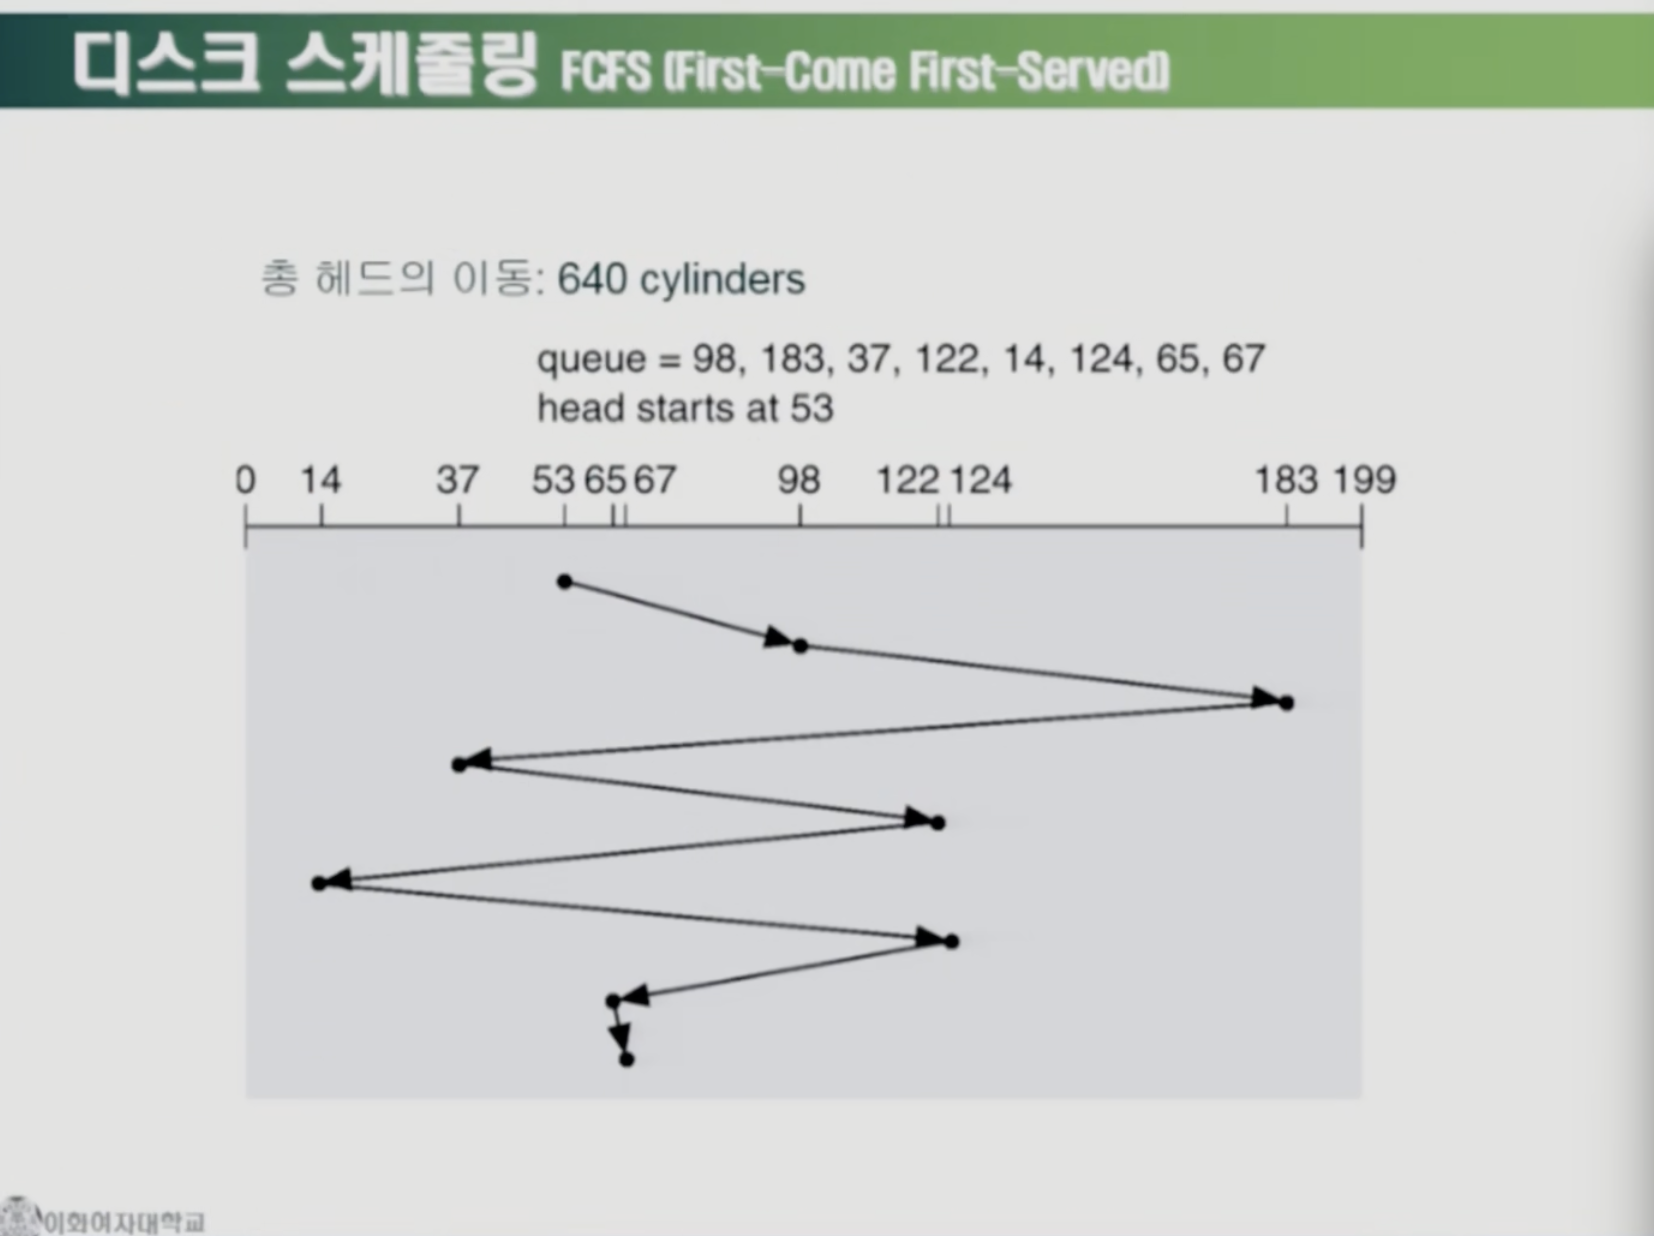 디스크 스케줄링 FCFS (First-Come First-Served)
총 헤드의 이동: 640 cylinders
queue = 98, 183, 37, 122, 14, 124, 65, 67
head starts at 53
0 14 37 53 65 67 98 122 124 183 199
이화여자대학교